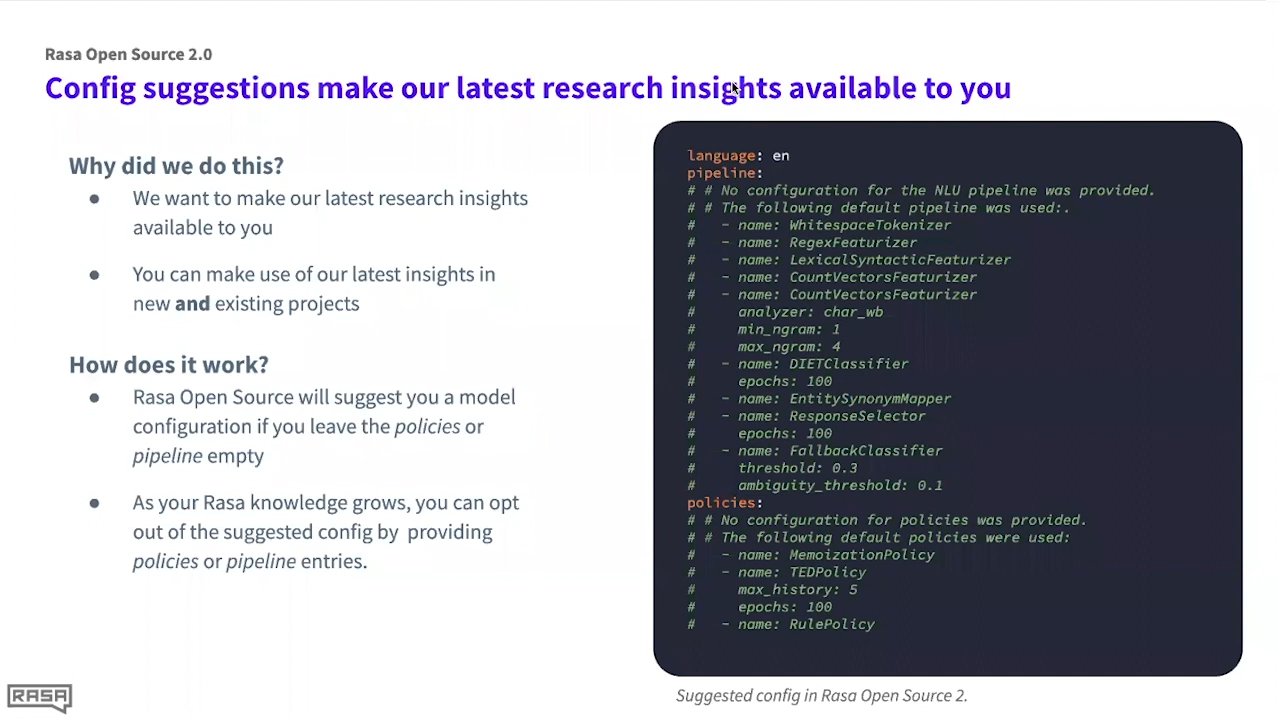 Rasa Open Source 2.0
Config suggestions make our latest research insights available to you
Why did we do this?
● We want to make our latest research insights
available to you
● You can make use of our latest insights in
new and existing projects
How does it work?
● Rasa Open Source will suggest you a model
configuration if you leave the policies or
pipeline empty
● As your Rasa knowledge grows, you can opt
out of the suggested config by providing
policies or pipeline entries.
language: en
pipeline:
# # No configuration for the NLU pipeline was provided.
# # The following default pipeline was used:.
#   - name: WhitespaceTokenizer
#   - name: RegexFeaturizer
#   - name: LexicalSyntacticFeaturizer
#   - name: CountVectorsFeaturizer
#   - name: CountVectorsFeaturizer
#     analyzer: char_wb
#     min_ngram: 1
#     max_ngram: 4
#   - name: DIETClassifier
#     epochs: 100
#   - name: EntitySynonymMapper
#   - name: ResponseSelector
#     epochs: 100
#   - name: FallbackClassifier
#     threshold: 0.3
#     ambiguity_threshold: 0.1
policies:
# # No configuration for policies was provided.
# # The following default policies were used:
#   - name: MemoizationPolicy
#   - name: TEDPolicy
#     max_history: 5
#     epochs: 100
#   - name: RulePolicy
Suggested config in Rasa Open Source 2.
RASA